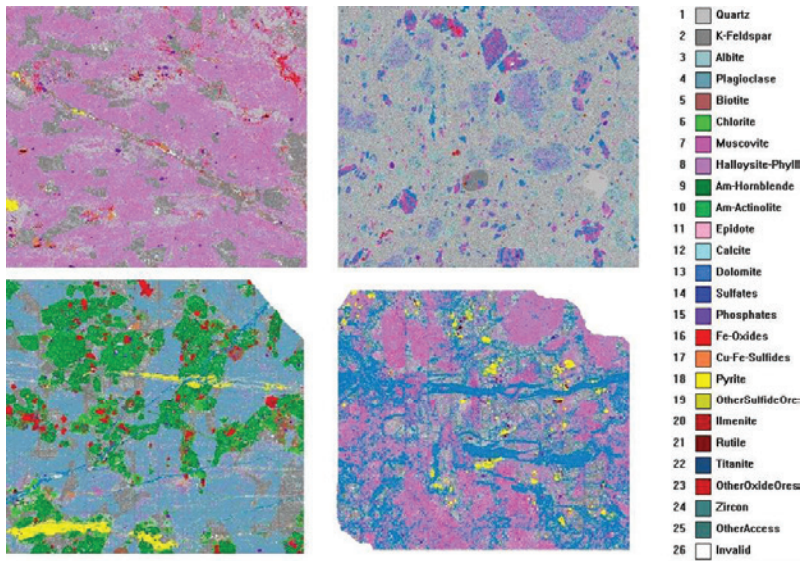 1 Quartz
2 K-Feldspar
3 Albite
4 Plagioclase
5 Biotite
6 Chlorite
7 Muscovite
8 Halloysite-Phyll
9 Am-Hornblende
10 Am-Actinolite
11 Epidote
12 Calcite
13 Dolomite
14 Sulfates
15 Phosphates
16 Fe-Oxides
17 Cu-Fe-Sulfides
18 Pyrite
19 OtherSulfideOre:
20 Ilmenite
21 Rutile
22 Titanite
23 OtherOxideOres:
24 Zircon
25 OtherAccess
26 Invalid